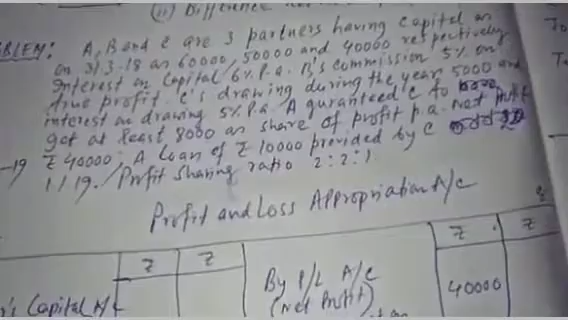 (ii) Difference
BLEM: A, B and C are 3 partners having capital as
on 31.3.18 as 60000, 50000 and 40000 respectively
Interest on Capital 6% P.a. B's commission 5% on
true profit. C's drawing during the year 5000 and
interest on drawing 5% P.a. A guranteed C to
got at least 8000 as share of profit p.a. net profit
-19 ₹ 40000. A loan of ₹ 10000 provided by C
1/1/19. Profit sharing ratio 2:2:1
Profit and Loss Appropriation A/c
₹ ₹ ₹ ₹
By P/L A/c
(Net Profit) 40000
's Capital A/c